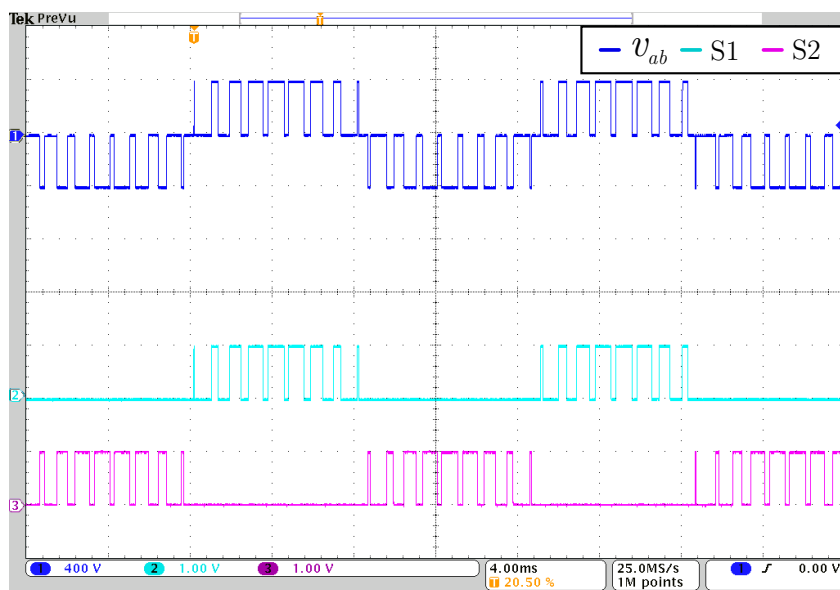 Tek PreVu
T
T
v_ab S1 S2
1
2
3
1 400 V 2 1.00 V 3 1.00 V 4.00ms 25.0MS/s 1 0.00 V
T 20.50 % 1M points